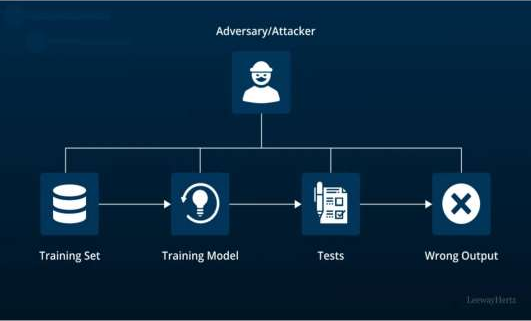 Adversary/Attacker
Training Set
Training Model
Tests
Wrong Output
LeewayHertz